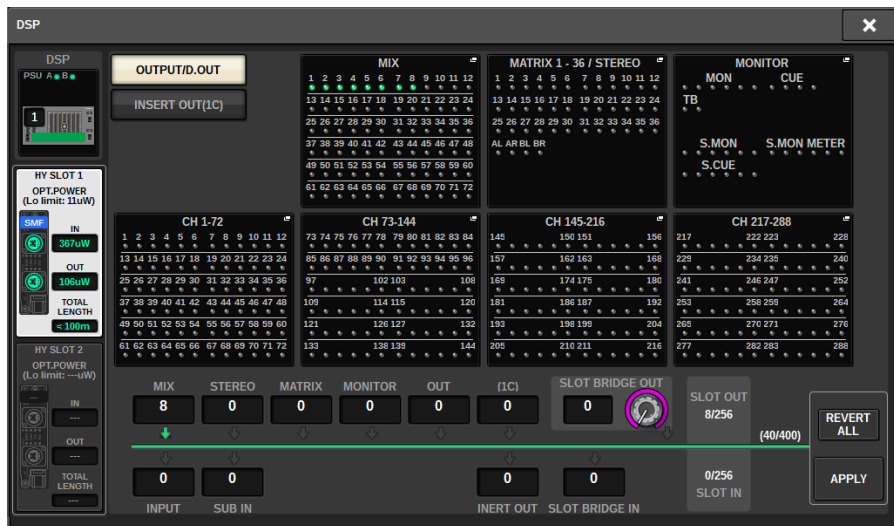 DSP
DSP
PSU A B
1
HY SLOT 1
OPT.POWER
(Lo limit: 11uW)
SMF
IN
367uW
OUT
106uW
TOTAL
LENGTH
<100m
HY SLOT 2
OPT.POWER
(Lo limit: ---uW)
---
IN
---
OUT
---
TOTAL
LENGTH
---
OUTPUT/D.OUT
INSERT OUT(1C)
MIX
1 2 3 4 5 6 7 8 9 10 11 12
13 14 15 16 17 18 19 20 21 22 23 24
25 26 27 28 29 30 31 32 33 34 35 36
37 38 39 40 41 42 43 44 45 46 47 48
49 50 51 52 53 54 55 56 57 58 59 60
61 62 63 64 65 66 67 68 69 70 71 72
MATRIX 1 - 36 / STEREO
1 2 3 4 5 6 7 8 9 10 11 12
13 14 15 16 17 18 19 20 21 22 23 24
25 26 27 28 29 30 31 32 33 34 35 36
AL AR BL BR
MONITOR
MON CUE
TB
S.MON S.MON METER
S.CUE
CH 1-72
1 2 3 4 5 6 7 8 9 10 11 12
13 14 15 16 17 18 19 20 21 22 23 24
25 26 27 28 29 30 31 32 33 34 35 36
37 38 39 40 41 42 43 44 45 46 47 48
49 50 51 52 53 54 55 56 57 58 59 60
61 62 63 64 65 66 67 68 69 70 71 72
CH 73-144
73 74 75 76 77 78 79 80 81 82 83 84
85 86 87 88 89 90 91 92 93 94 95 96
97 102 103 108
109 114 115 120
121 126 127 132
133 138 139 144
CH 145-216
145 150 151 156
157 162 163 168
169 174 175 180
181 186 187 192
193 198 199 204
205 210 211 216
CH 217-288
217 222 223 228
229 234 235 240
241 246 247 252
253 258 259 264
265 270 271 276
277 282 283 288
MIX STEREO MATRIX MONITOR OUT (1C) SLOT BRIDGE OUT
8 0 0 0 0 0 0
SLOT OUT
8/256
(40/400)
0 0 0 0
INPUT SUB IN INERT OUT SLOT BRIDGE IN
0/256
SLOT IN
REVERT
ALL
APPLY